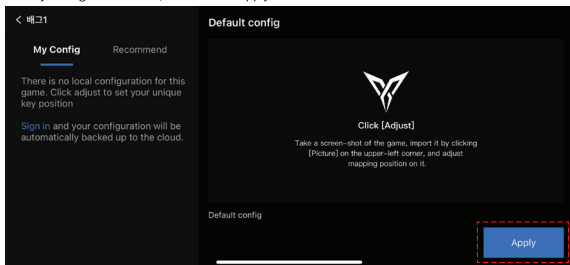 < 배그1
My Config
Recommend
There is no local configuration for this
game. Click adjust to set your unique
key position
Sign in and your configuration will be
automatically backed up to the cloud.
Default config
Click [Adjust]
Take a screen-shot of the game, import it by clicking
[Picture] on the upper-left corner, and adjust
mapping position on it.
Default config
Apply